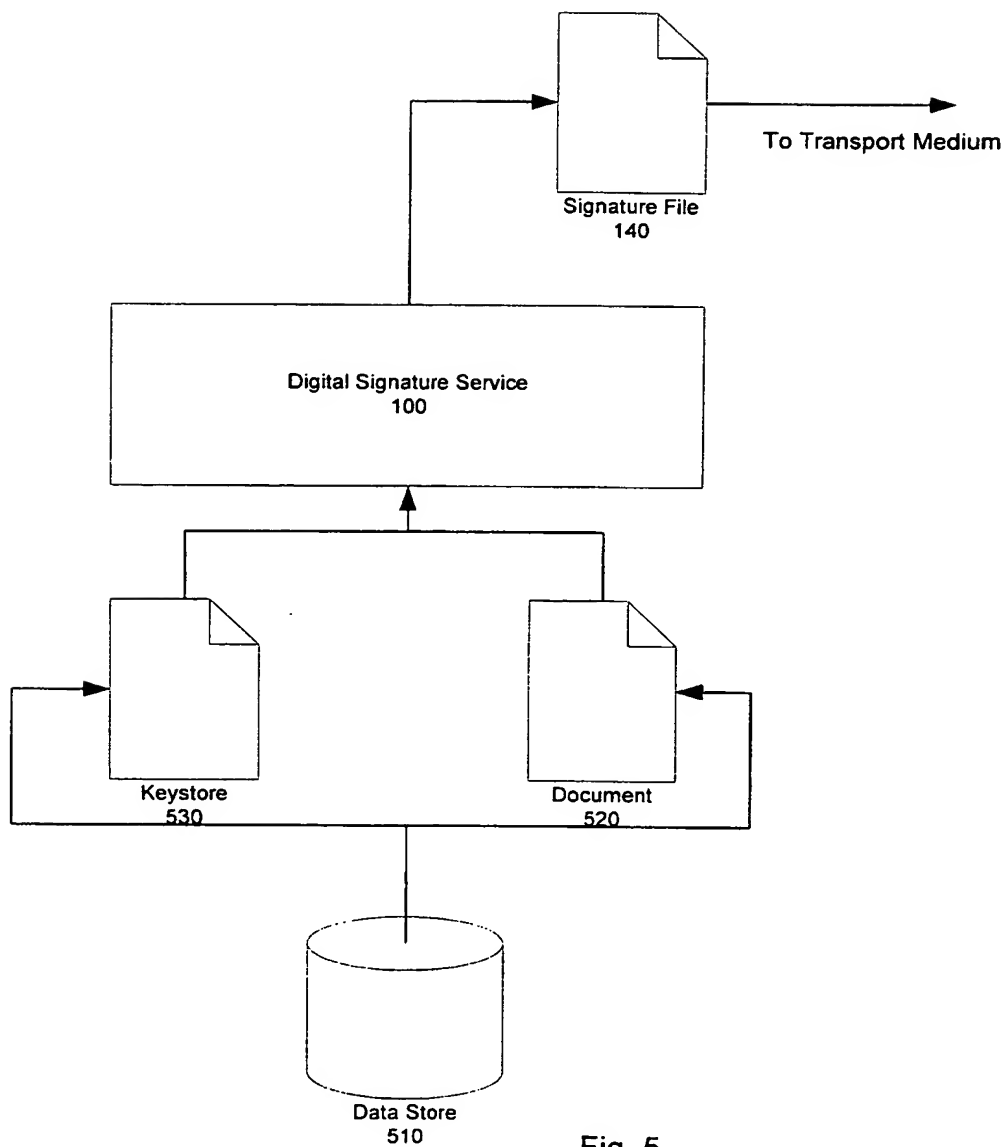 To Transport Medium
Signature File
140
Digital Signature Service
100
Keystore
530
Document
520
Data Store
510
Fig. 5